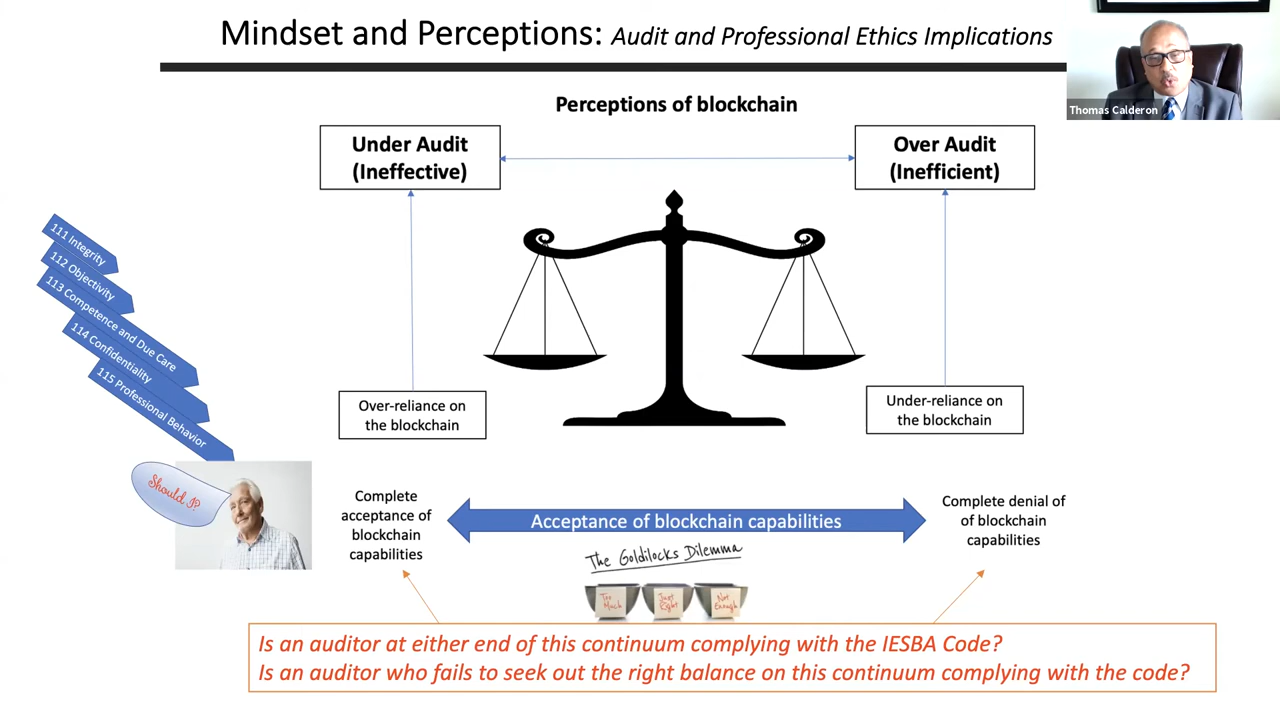 Mindset and Perceptions: Audit and Professional Ethics Implications
Thomas Calderon
Perceptions of blockchain
Under Audit
(Ineffective)
Over Audit
(Inefficient)
111 Integrity
112 Objectivity
113 Competence and Due Care
114 Confidentiality
115 Professional Behavior
Over-reliance on
the blockchain
Under-reliance on
the blockchain
Should I?
Complete
acceptance of
blockchain
capabilities
Acceptance of blockchain capabilities
Complete denial of
of blockchain
capabilities
The Goldilocks Dilemma
Too
Much
Just
Right
Not
Enough
Is an auditor at either end of this continuum complying with the IESBA Code?
Is an auditor who fails to seek out the right balance on this continuum complying with the code?